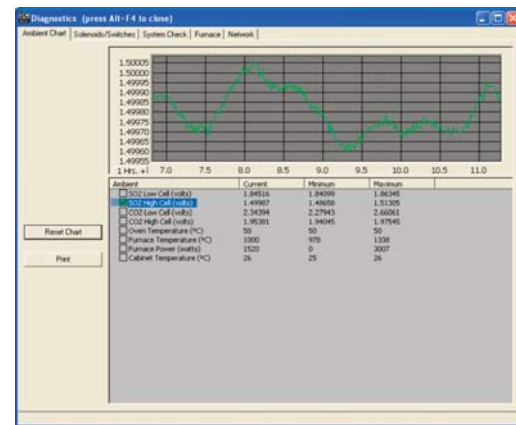 Diagnostics (press Alt-F4 to close)
Ambient Chart Solenoids/Switches System Check Furnace Network
1.50005
1.50000
1.49995
1.49990
1.49985
1.49980
1.49975
1.49970
1.49965
1.49960
1.49955
1 Hrs. + 7.0 7.5 8.0 8.5 9.0 9.5 10.0 10.5 11.0
Ambient Current Minimum Maximum
SO2 Low Cell (volts) 1.84516 1.84099 1.86345
SO2 High Cell (volts) 1.49987 1.48658 1.51305
CO2 Low Cell (volts) 2.34394 2.27943 2.66061
CO2 High Cell (volts) 1.95381 1.94045 1.97545
Oven Temperature (ºC) 50 50 50
Furnace Temperature (ºC) 1000 978 1338
Furnace Power (watts) 1520 0 3007
Cabinet Temperature (ºC) 26 25 26
Reset Chart
Print